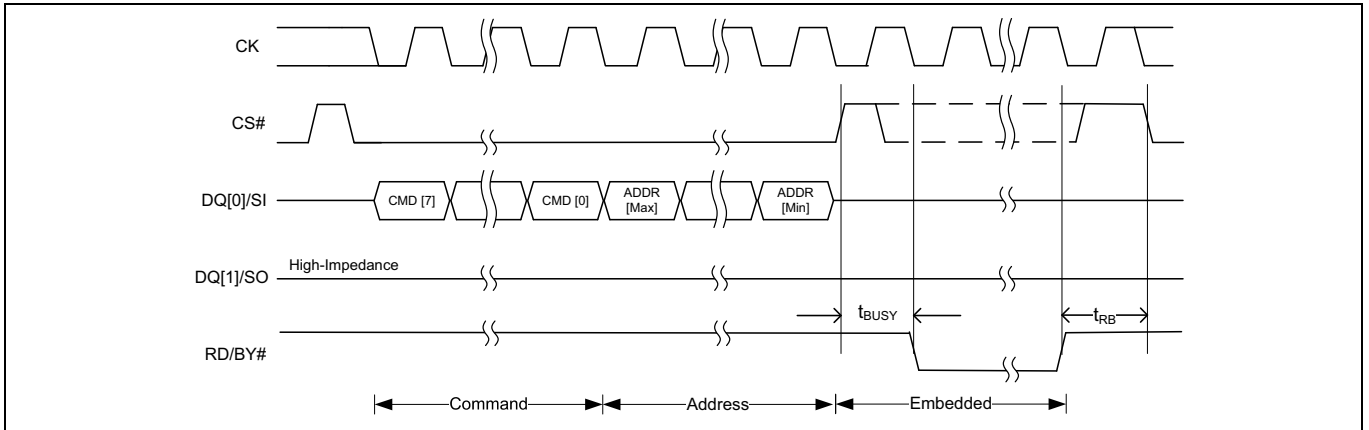 CK
CS#
DQ[0]/SI
CMD [7]
CMD [0]
ADDR
[Max]
ADDR
[Min]
DQ[1]/SO
High-Impedance
RD/BY#
tBUSY
tRB
Command
Address
Embedded